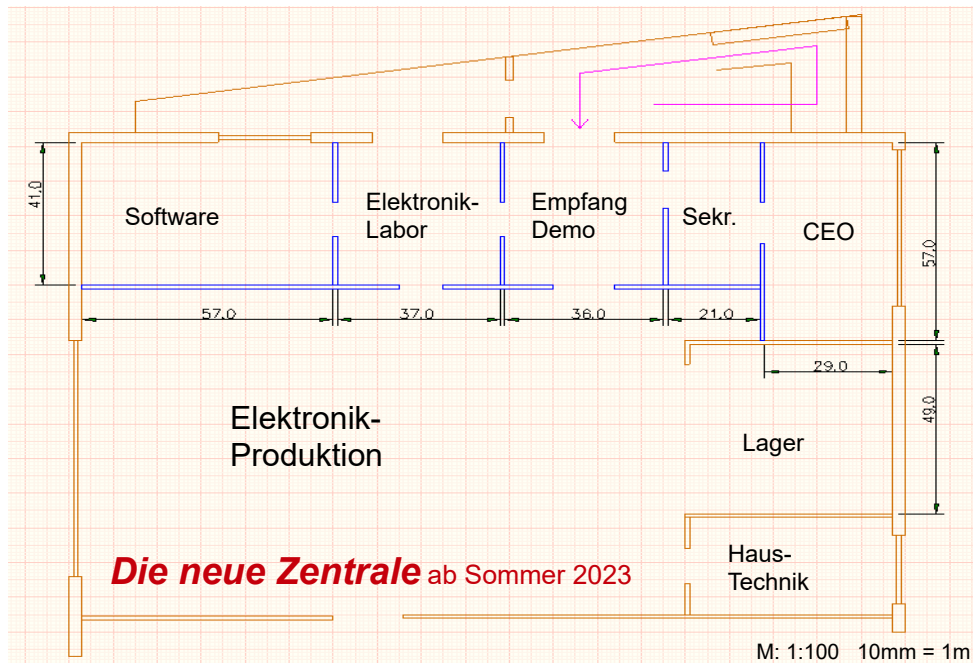 41.0
Software
Elektronik-
Labor
Empfang
Demo
Sekr.
CEO
57.0
57.0
37.0
36.0
21.0
29.0
49.0
Elektronik-
Produktion
Lager
Haus-
Technik
Die neue Zentrale ab Sommer 2023
M: 1:100 10mm = 1m